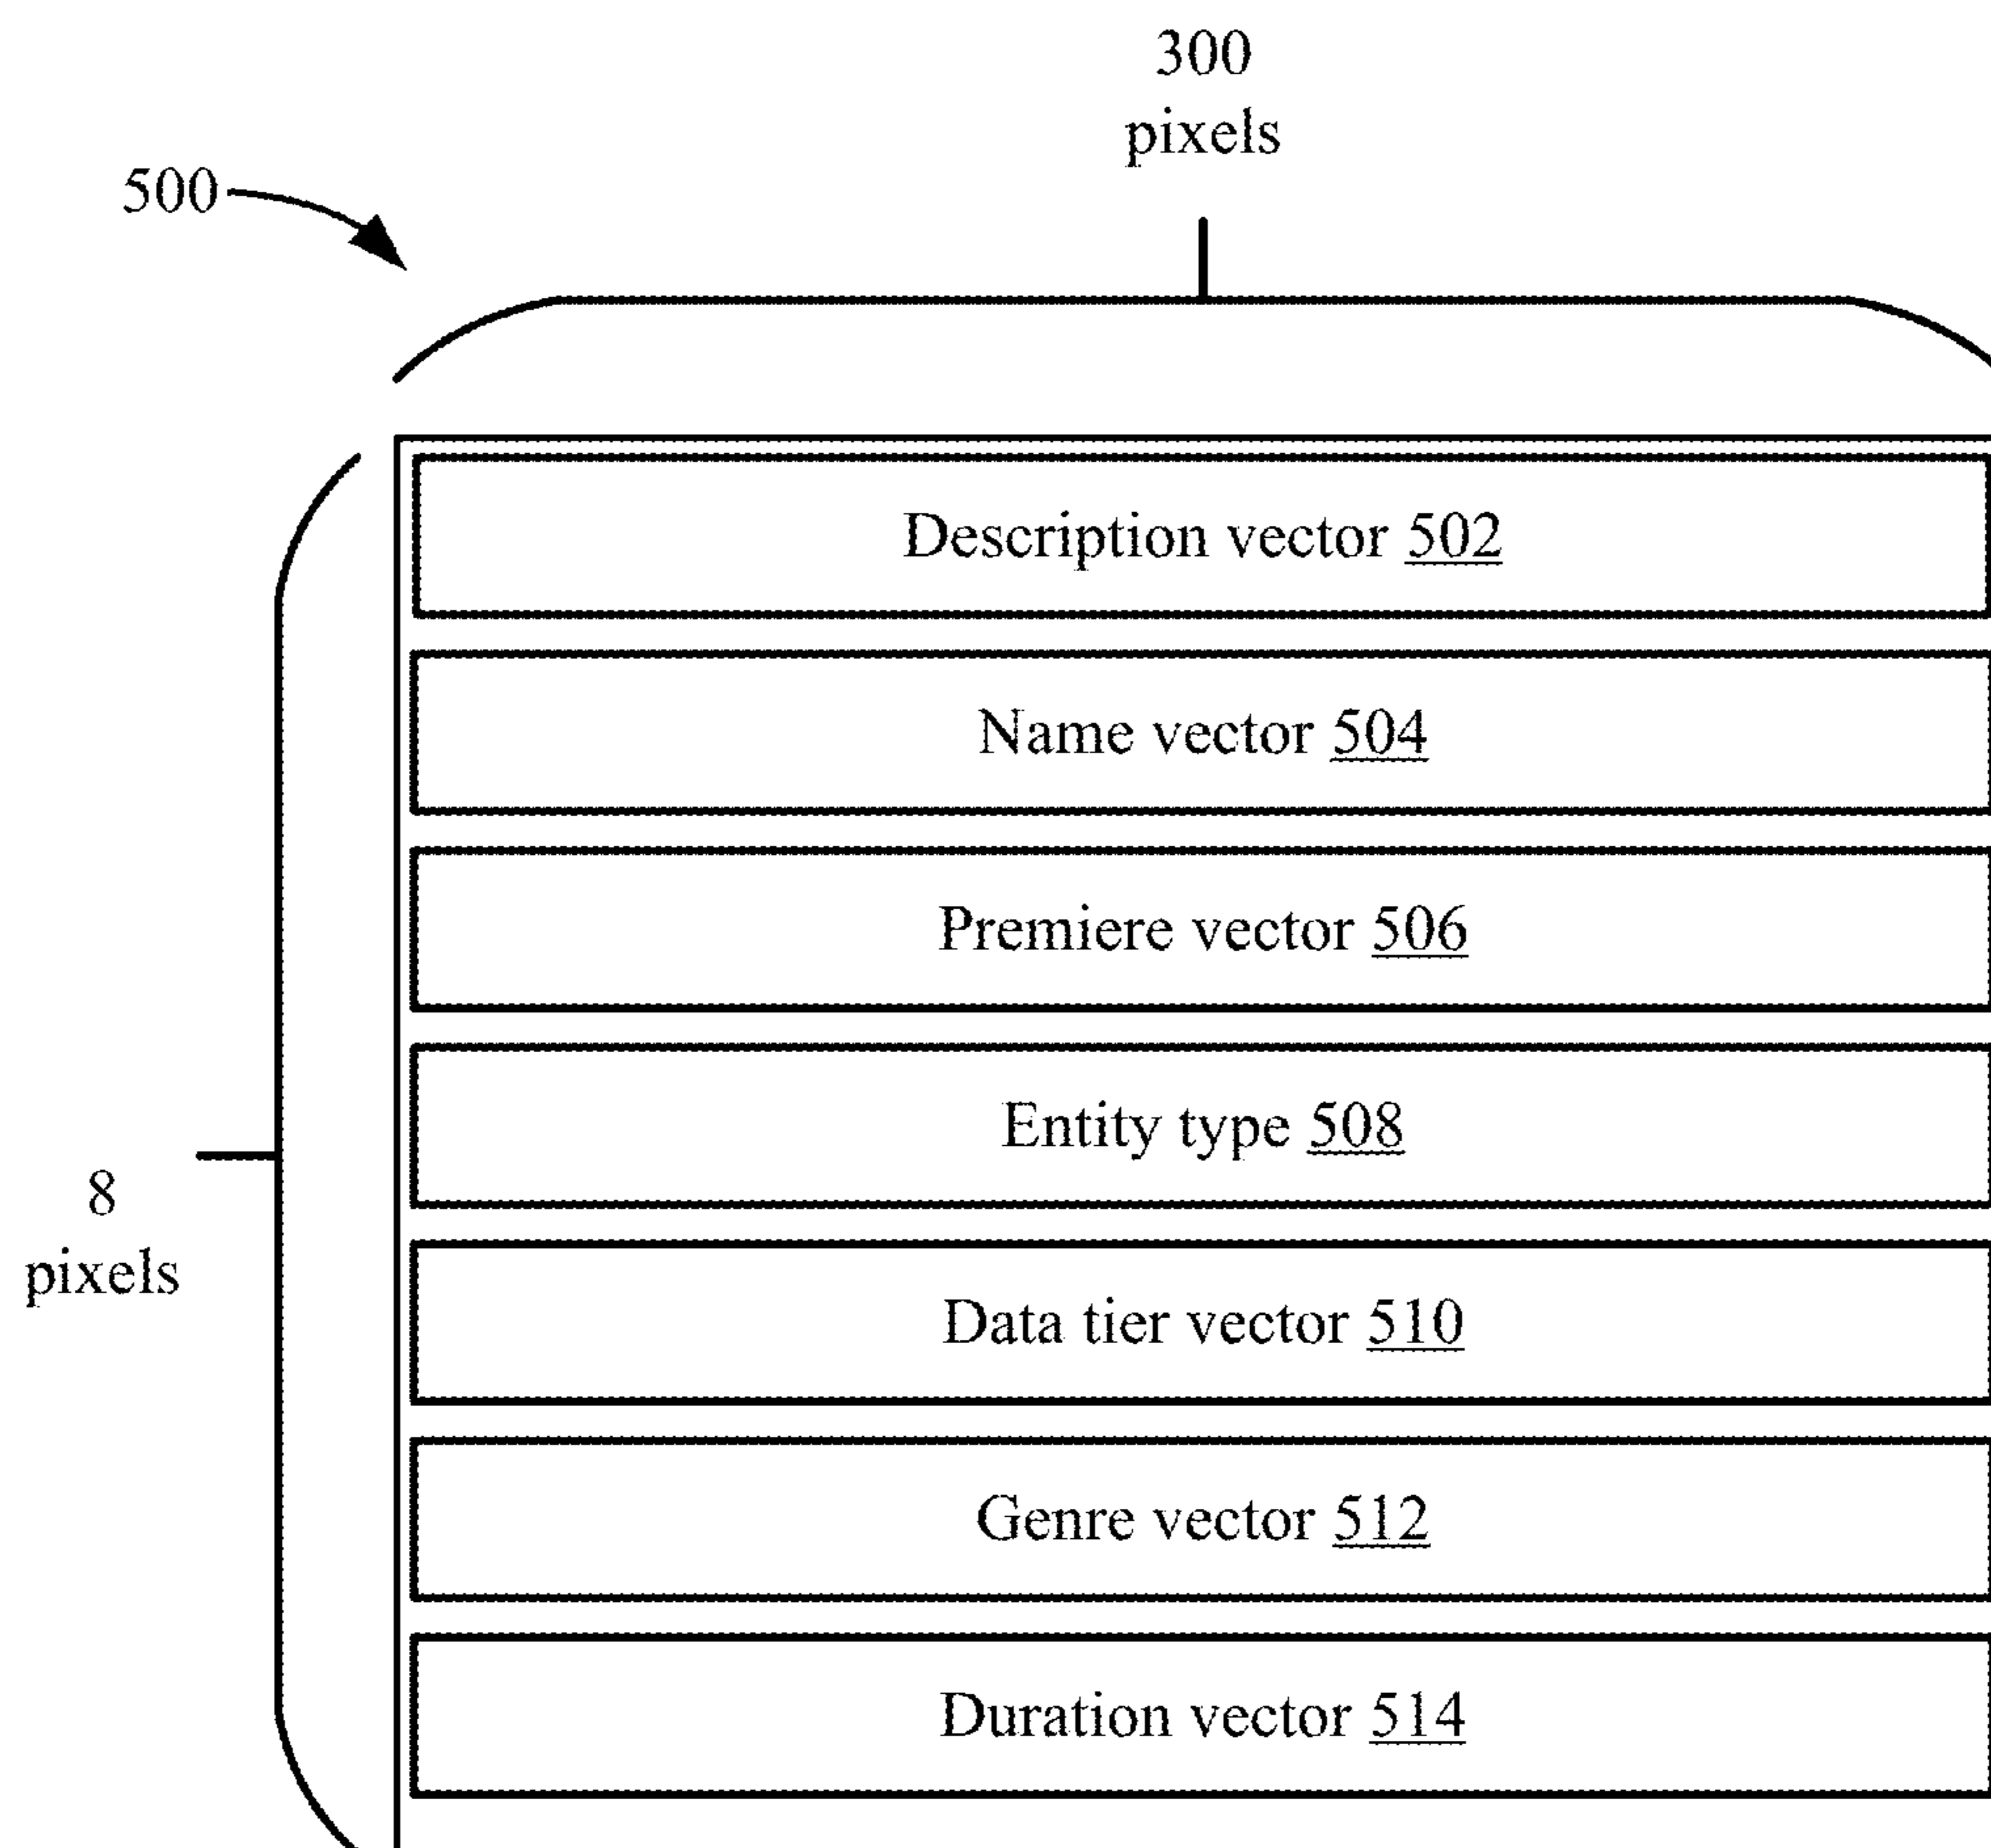 300
pixels
500
Description vector 502
Name vector 504
Premiere vector 506
Entity type 508
8
pixels
Data tier vector 510
Genre vector 512
Duration vector 514